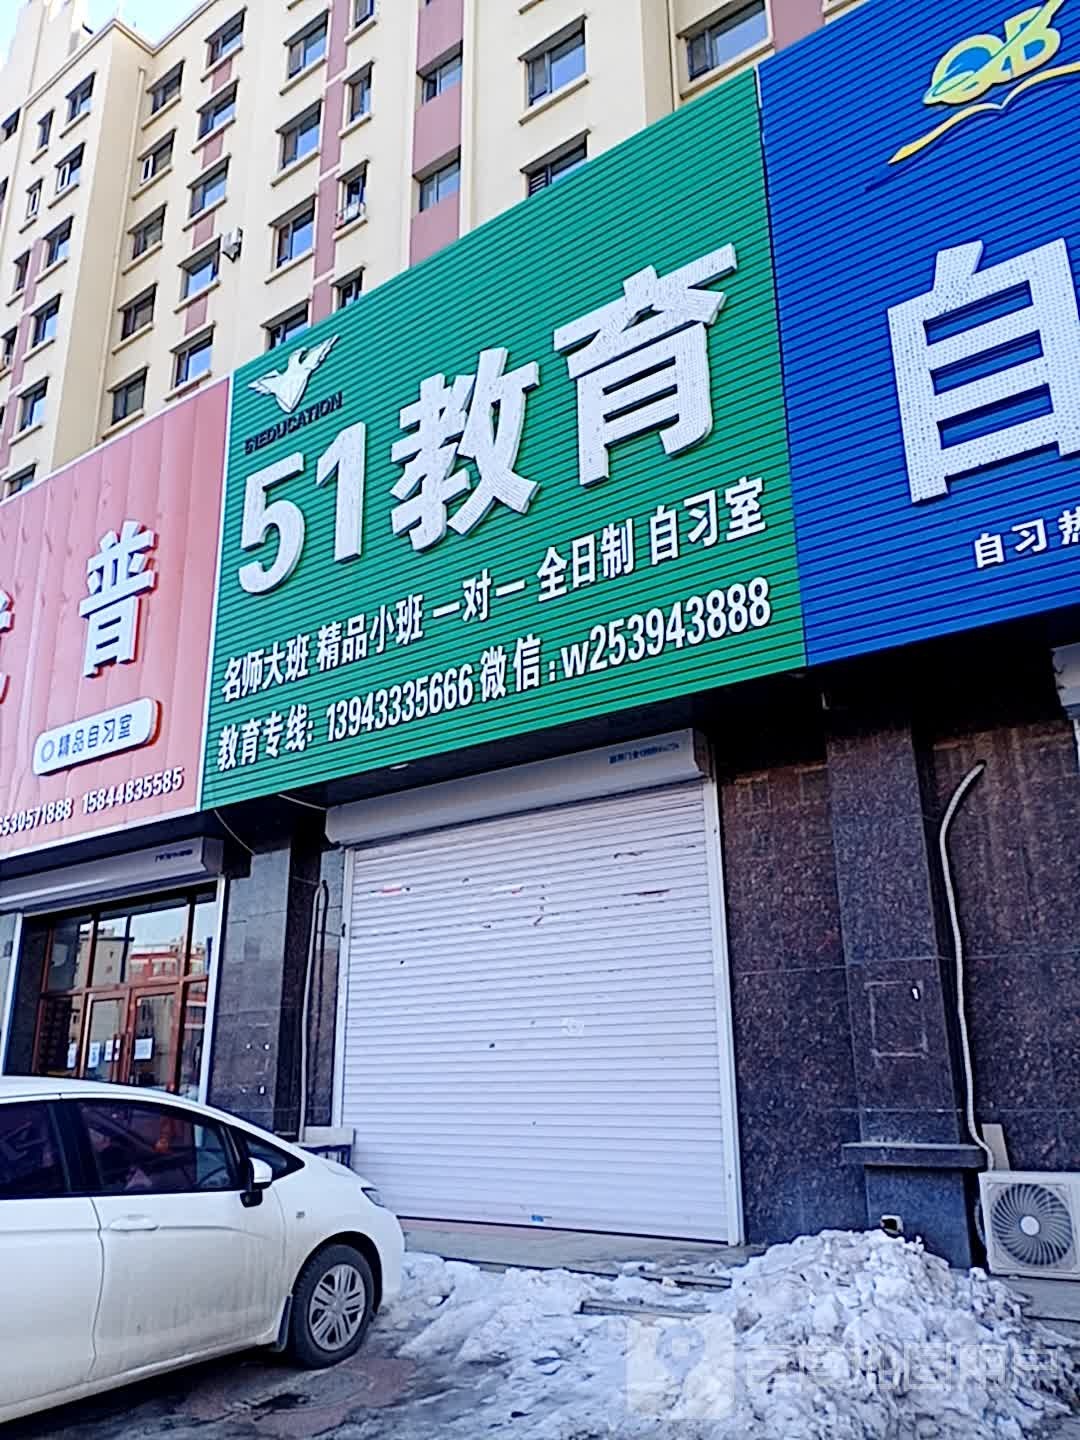 51EDUCATION
51教育
名师大班 精品小班 一对一 全日制 自习室
教育专线: 13943335666 微信:w253943888
普
精品自习室
530571888 15844835585
自
自习热